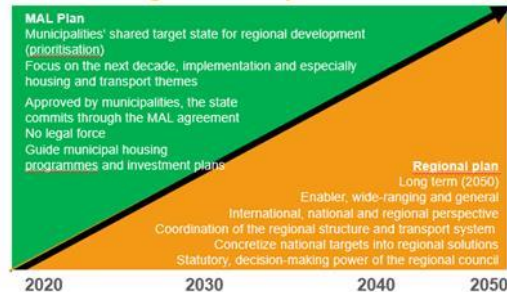 MAL Plan
Municipalities' shared target state for regional development
(prioritisation)
Focus on the next decade, implementation and especially
housing and transport themes
Approved by municipalities, the state
commits through the MAL agreement
No legal force
Guide municipal housing
programmes and investment plans
Regional plan
Long term (2050)
Enabler, wide-ranging and general
International, national and regional perspective
Coordination of the regional structure and transport system
Concretize national targets into regional solutions
Statutory, decision-making power of the regional council
2020 2030 2040 2050